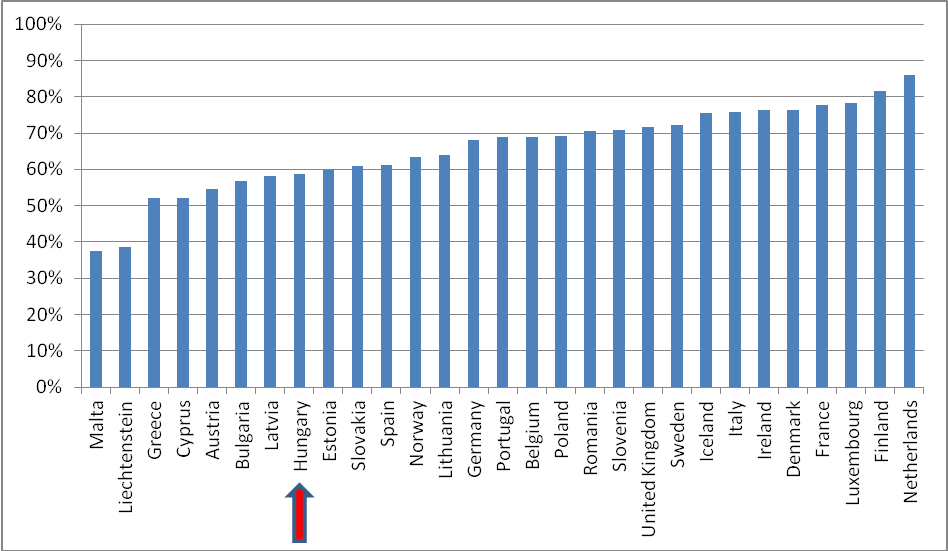 100%
90%
80%
70%
60%
50%
40%
30%
20%
10%
0%
Malta
Liechtenstein
Greece
Cyprus
Austria
Bulgaria
Latvia
Hungary
Estonia
Slovakia
Spain
Norway
Lithuania
Germany
Portugal
Belgium
Poland
Romania
Slovenia
United Kingdom
Sweden
Iceland
Italy
Ireland
Denmark
France
Luxembourg
Finland
Netherlands